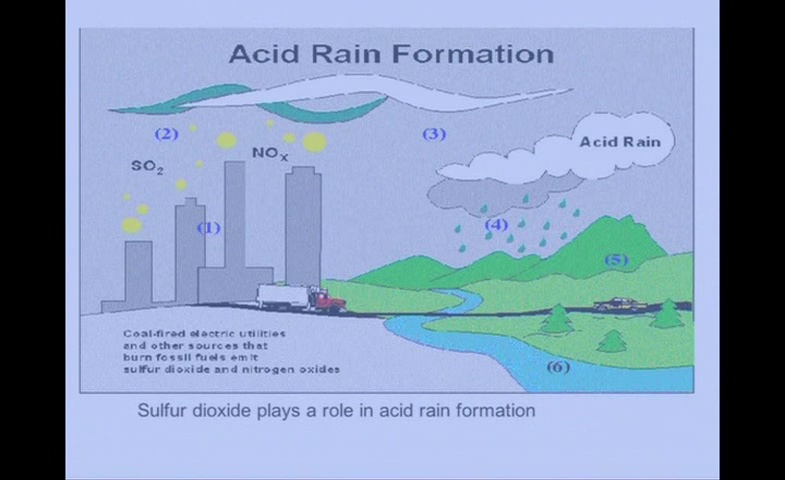 Acid Rain Formation
(2)
(3)
SO2
NOX
Acid Rain
(1)
(4)
(5)
Coal-fired electric utilities
and other sources that
burn fossil fuels emit
sulfur dioxide and nitrogen oxides
(6)
Sulfur dioxide plays a role in acid rain formation